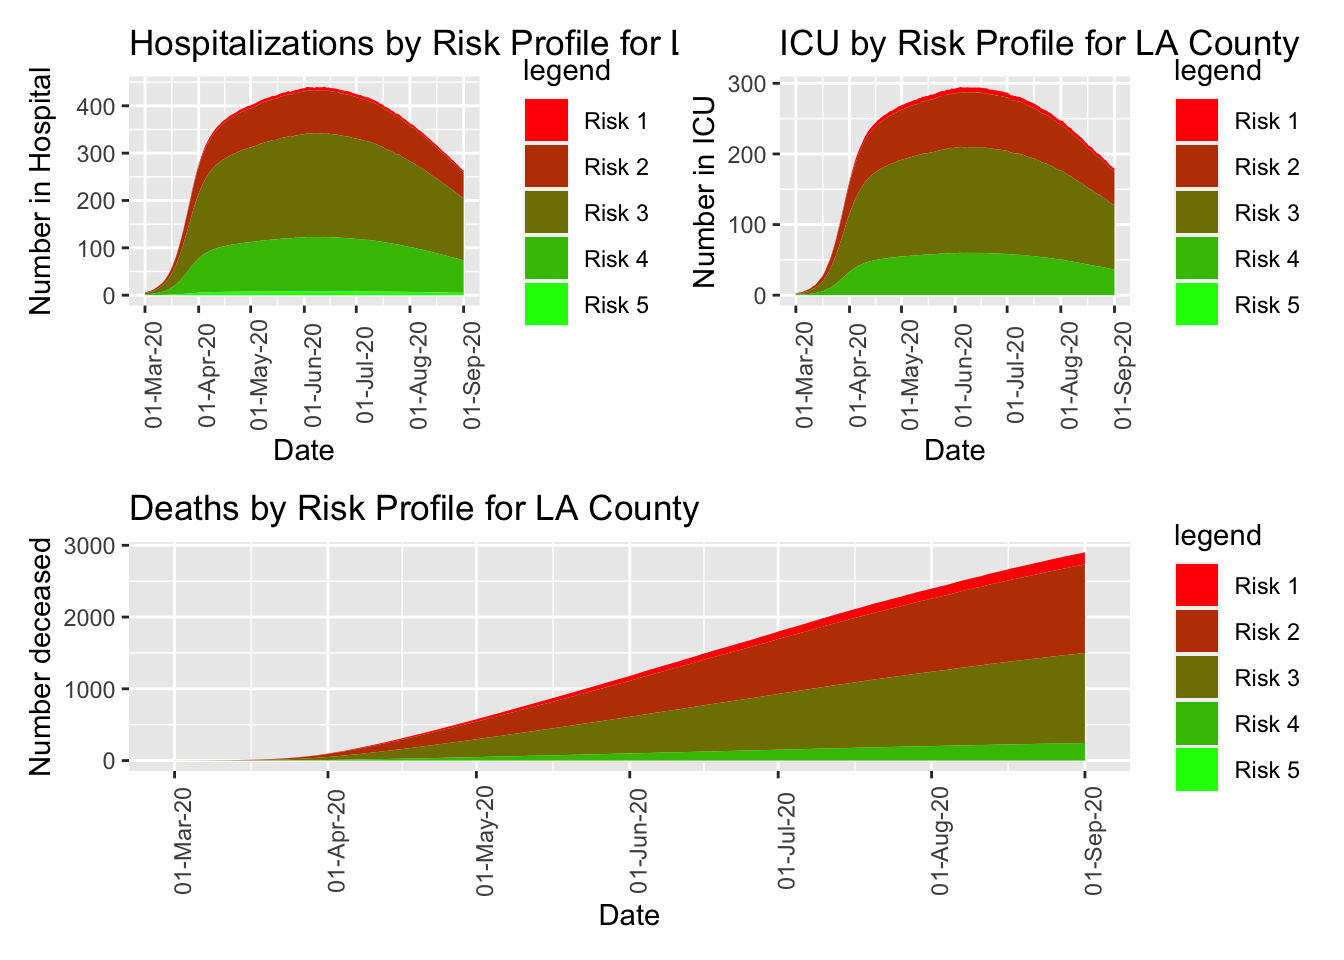 Hospitalizations by Risk Profile for L
Number in Hospital
400
300
200
100
0
01-Mar-20
01-Apr-20
01-May-20
01-Jun-20
01-Jul-20
01-Aug-20
01-Sep-20
Date
legend
Risk 1
Risk 2
Risk 3
Risk 4
Risk 5
ICU by Risk Profile for LA County
Number in ICU
300
200
100
0
01-Mar-20
01-Apr-20
01-May-20
01-Jun-20
01-Jul-20
01-Aug-20
01-Sep-20
Date
legend
Risk 1
Risk 2
Risk 3
Risk 4
Risk 5
Deaths by Risk Profile for LA County
Number deceased
3000
2000
1000
0
01-Mar-20
01-Apr-20
01-May-20
01-Jun-20
01-Jul-20
01-Aug-20
01-Sep-20
Date
legend
Risk 1
Risk 2
Risk 3
Risk 4
Risk 5